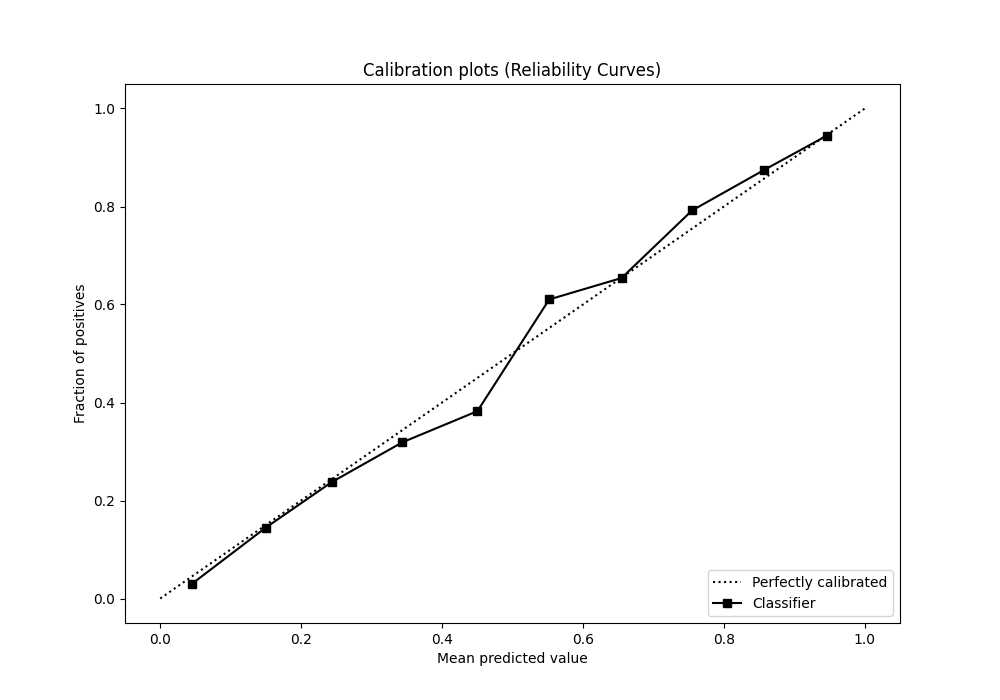 Calibration plots (Reliability Curves)
Fraction of positives
1.0
0.8
0.6
0.4
0.2
0.0
0.0 0.2 0.4 0.6 0.8 1.0
Mean predicted value
Perfectly calibrated
Classifier